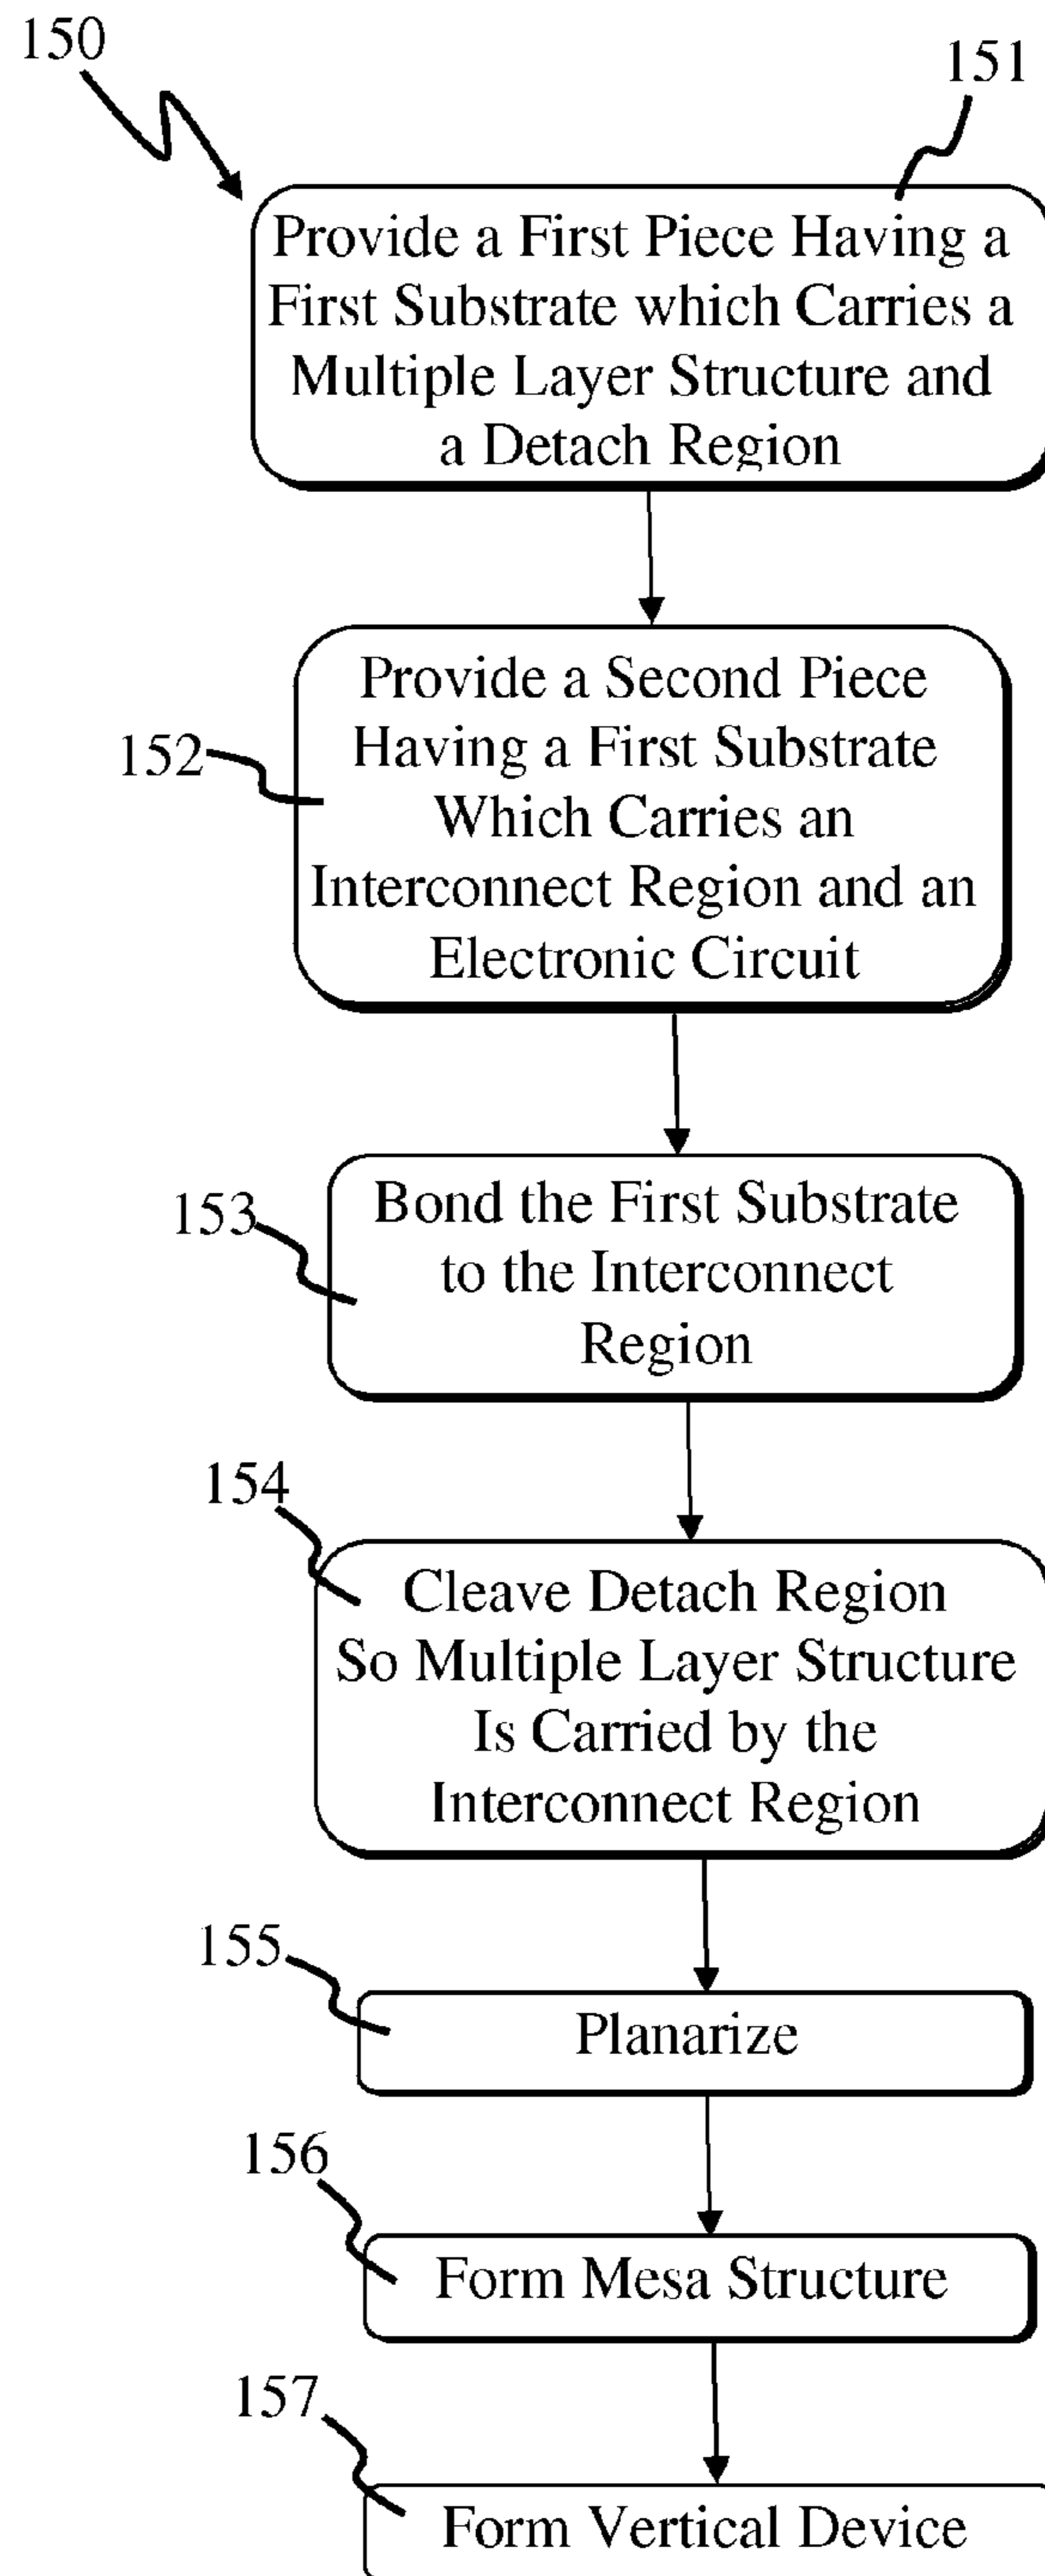 150
151
Provide a First Piece Having a
First Substrate which Carries a
Multiple Layer Structure and
a Detach Region
152
Provide a Second Piece
Having a First Substrate
Which Carries an
Interconnect Region and an
Electronic Circuit
153
Bond the First Substrate
to the Interconnect
Region
154
Cleave Detach Region
So Multiple Layer Structure
Is Carried by the
Interconnect Region
155
Planarize
156
Form Mesa Structure
157
Form Vertical Device